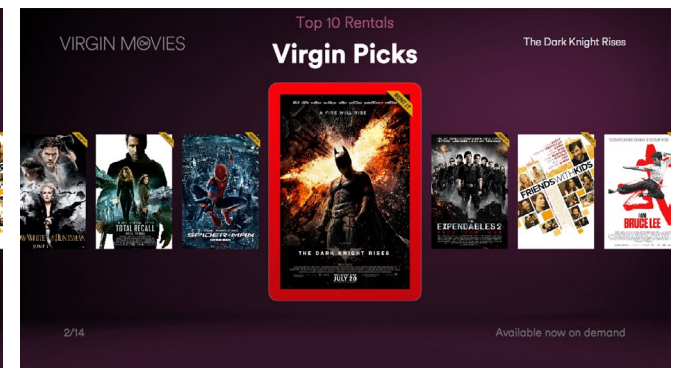 Top 10 Rentals
VIRGIN MOVIES
Virgin Picks
The Dark Knight Rises
A FIRE WILL RISE
TOTAL RECALL
SPIDER-MAN
THE DARK KNIGHT RISES
JULY 20
EXPENDABLES 2
FRIENDS WITH KIDS
I AM
BRUCE LEE
2/14
Available now on demand